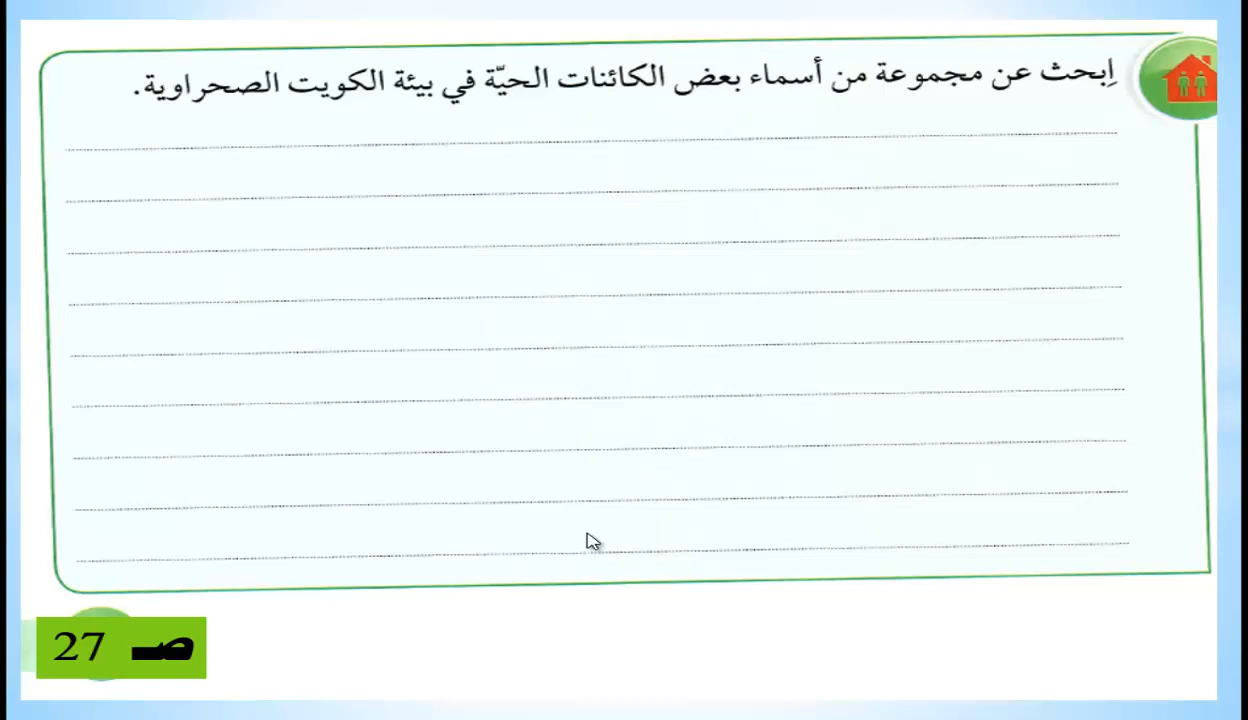 اِبحث عن مجموعة من أسماء بعض الكائنات الحيّة في بيئة الكويت الصحراوية.
صـ 27